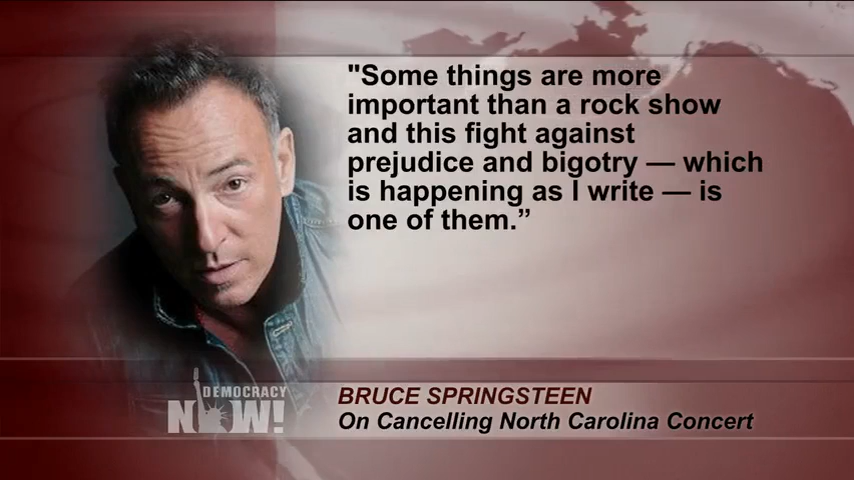 "Some things are more
important than a rock show
and this fight against
prejudice and bigotry — which
is happening as I write — is
one of them.”
DEMOCRACY
NOW!
BRUCE SPRINGSTEEN
On Cancelling North Carolina Concert